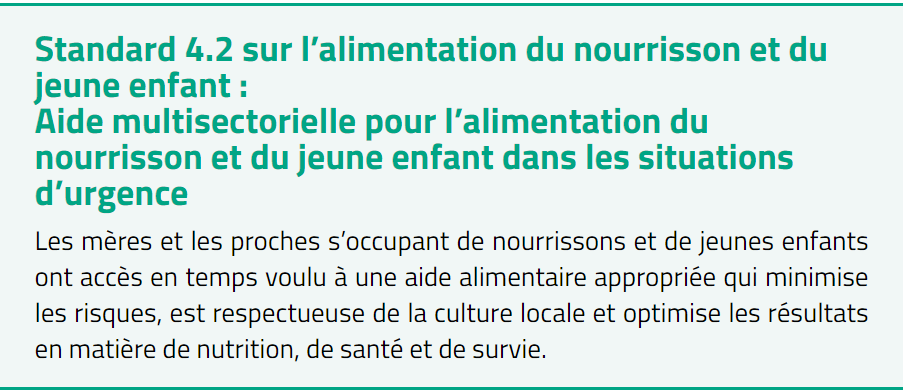 Standard 4.2 sur l’alimentation du nourrisson et du
jeune enfant :
Aide multisectorielle pour l’alimentation du
nourrisson et du jeune enfant dans les situations
d’urgence
Les mères et les proches s’occupant de nourrissons et de jeunes enfants
ont accès en temps voulu à une aide alimentaire appropriée qui minimise
les risques, est respectueuse de la culture locale et optimise les résultats
en matière de nutrition, de santé et de survie.